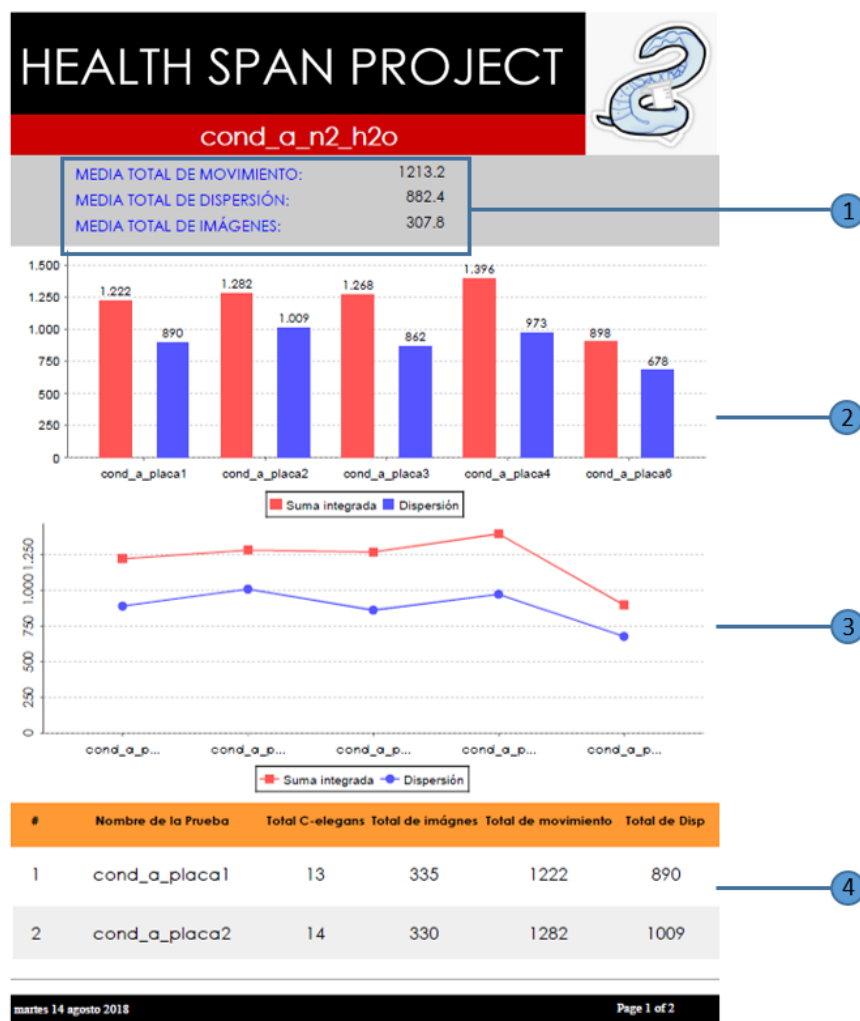 HEALTH SPAN PROJECT
cond_a_n2_h2o
MEDIA TOTAL DE MOVIMIENTO: 1213.2
MEDIA TOTAL DE DISPERSIÓN: 882.4
MEDIA TOTAL DE IMÁGENES: 307.8
1
1.500
1.250
1.000
750
500
250
0
1.222
890
1.282
1.009
1.268
862
1.396
973
898
678
2
cond_a_placa1 cond_a_placa2 cond_a_placa3 cond_a_placa4 cond_a_placa6
Suma integrada Dispersión
1.250
1.000
750
500
250
0
3
cond_a_p... cond_a_p... cond_a_p... cond_a_p... cond_a_p...
Suma integrada Dispersión
# Nombre de la Prueba Total C-elegans Total de imágnes Total de movimiento Total de Disp
1 cond_a_placa1 13 335 1222 890
4
2 cond_a_placa2 14 330 1282 1009
martes 14 agosto 2018 Page 1 of 2